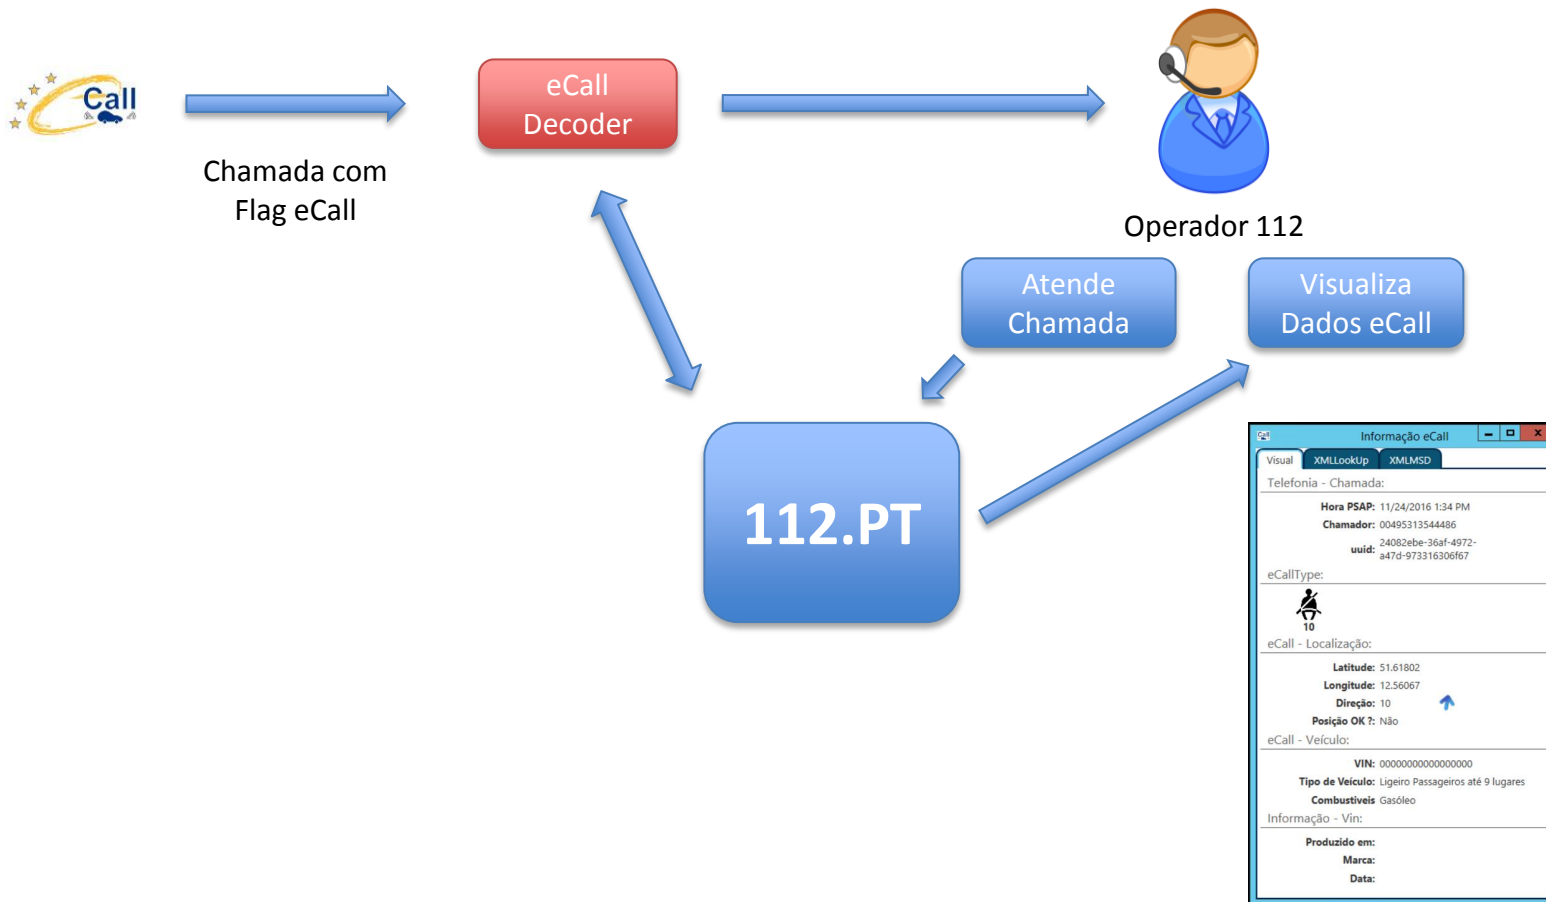 Call
Chamada com
Flag eCall
eCall
Decoder
Operador 112
Atende
Chamada
Visualiza
Dados eCall
112.PT
Call
Informação eCall
X
Visual XMLLookUp XMLMSD
Telefonia - Chamada:
Hora PSAP: 11/24/2016 1:34 PM
Chamador: 00495313544486
uuid: 24082ebe-36af-4972-
a47d-973316306f67
eCallType:
10
eCall - Localização:
Latitude: 51.61802
Longitude: 12.56067
Direção: 10
Posição OK ?: Não
eCall - Veículo:
VIN: 00000000000000000
Tipo de Veículo: Ligeiro Passageiros até 9 lugares
Combustiveis Gasóleo
Informação - Vin:
Produzido em:
Marca:
Data: